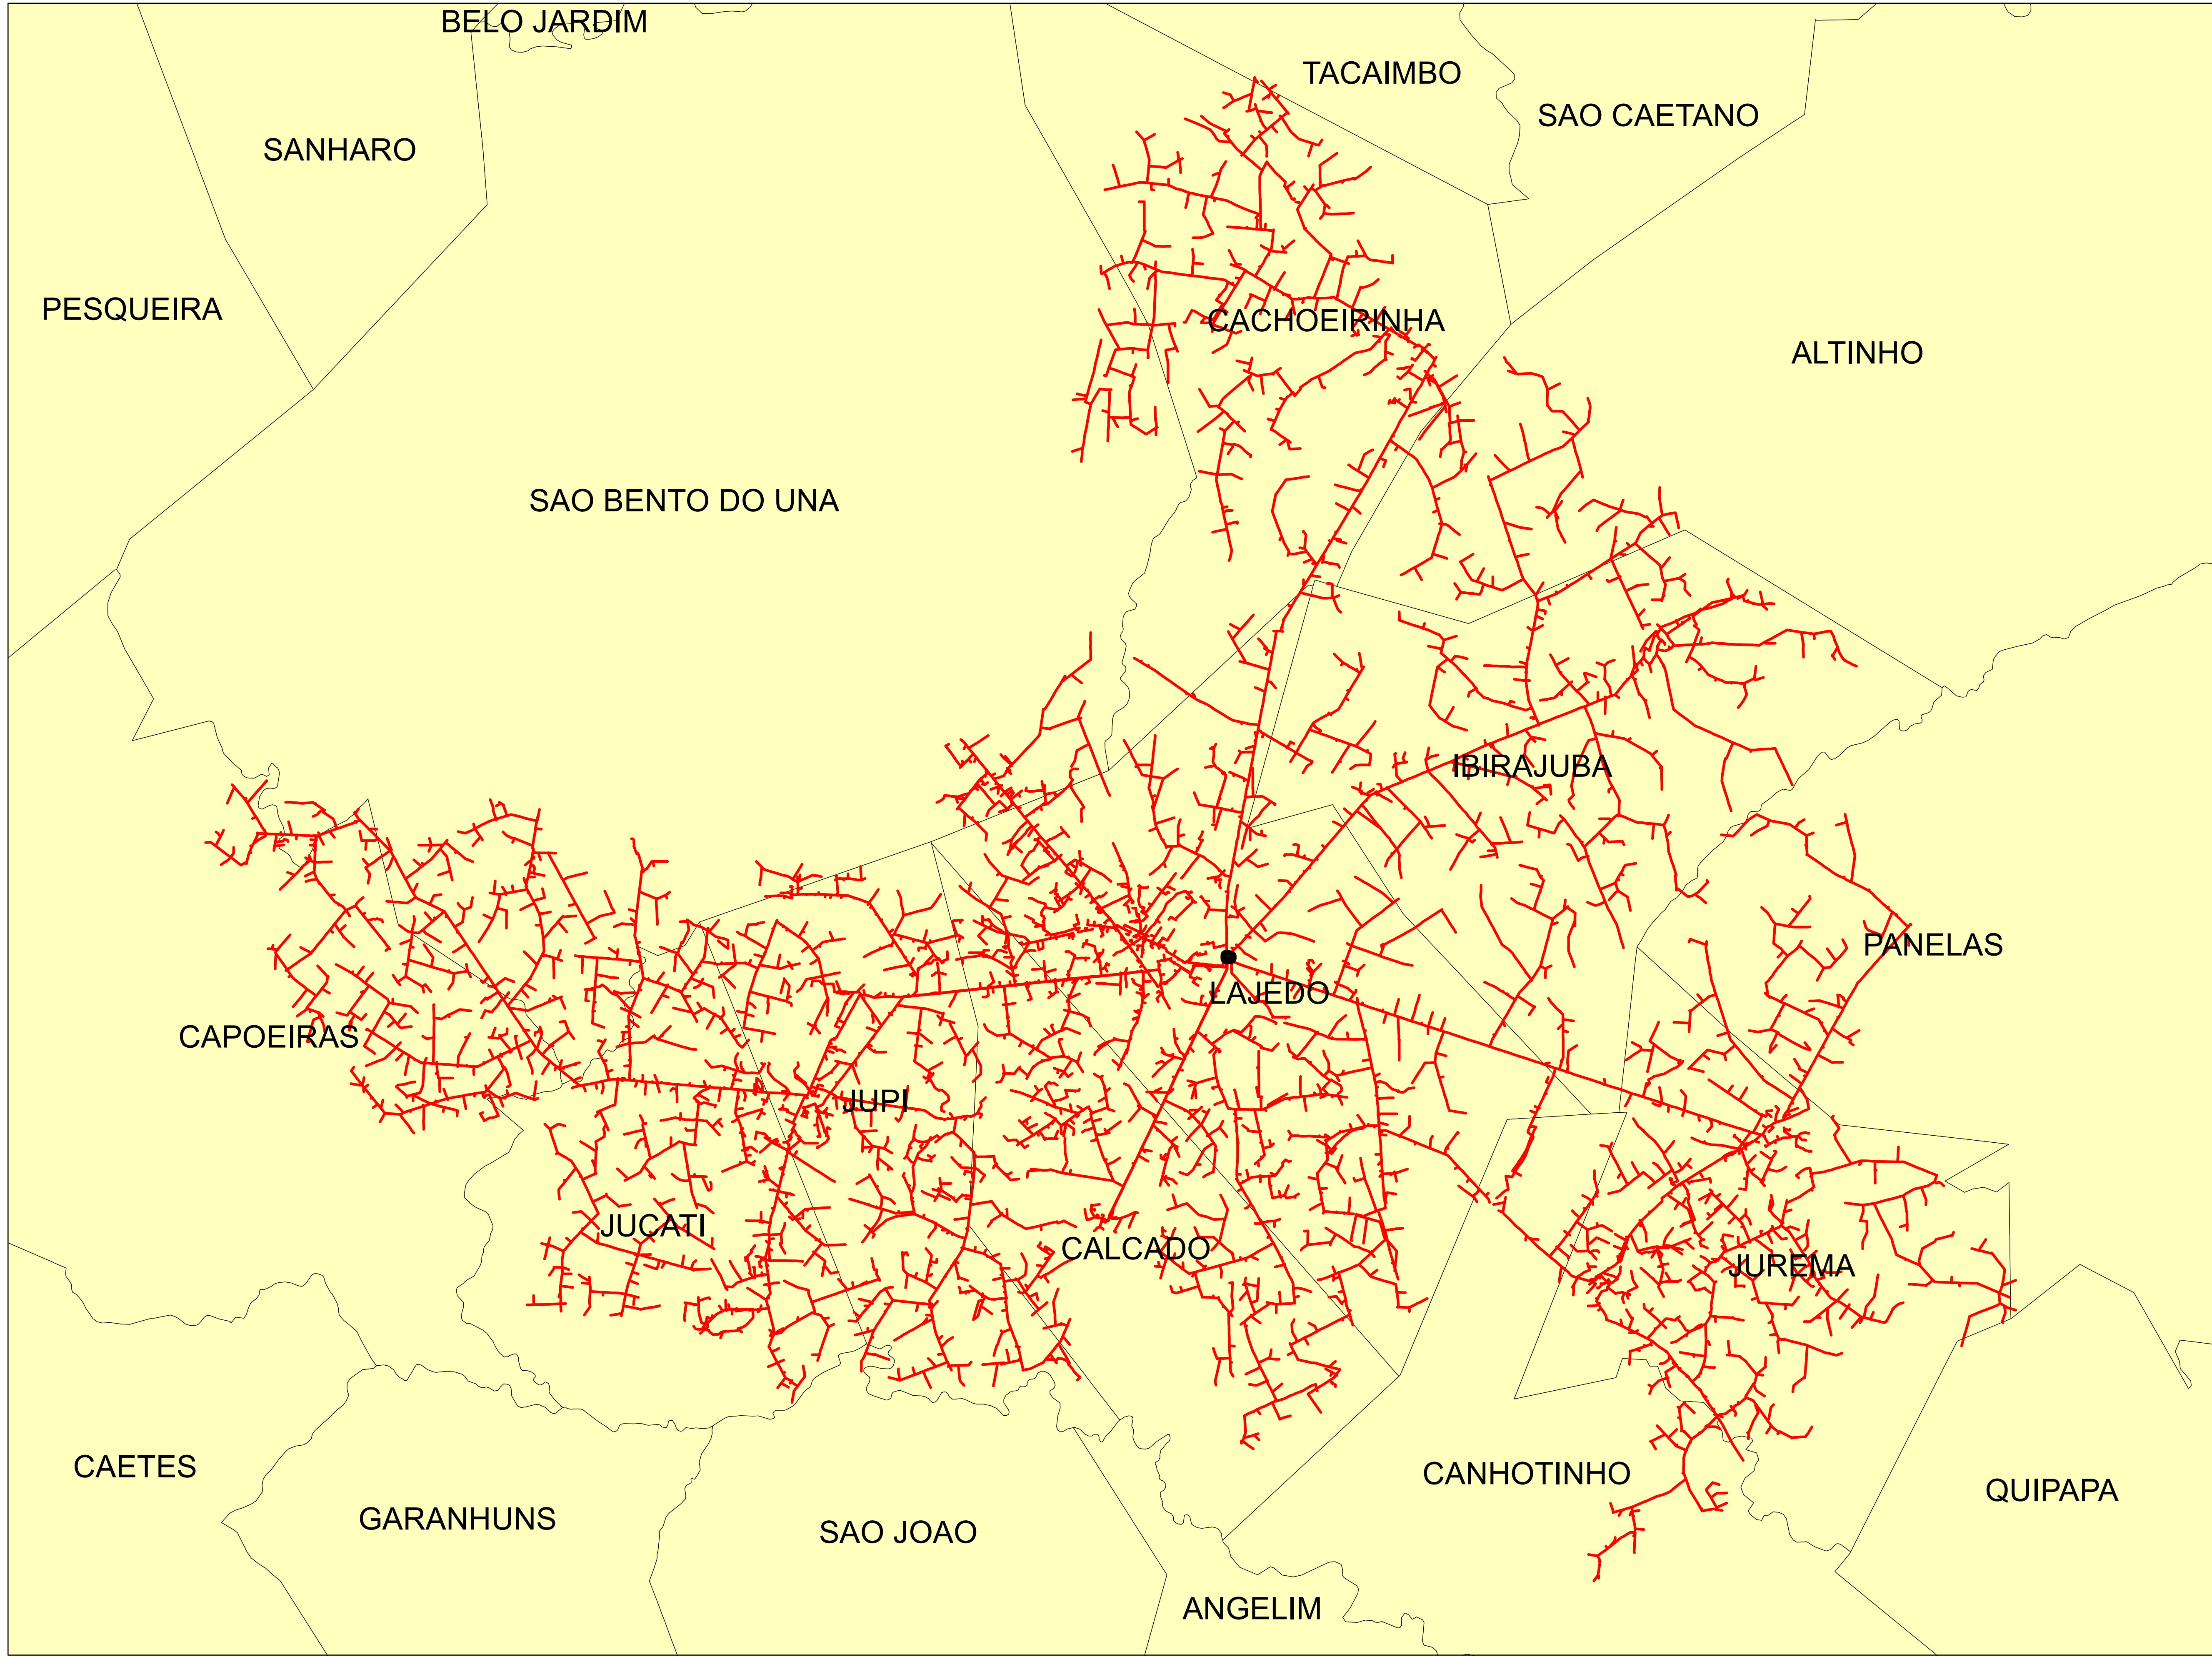 BELO JARDIM
TACAIMBO
SAO CAETANO
SANHARO
PESQUEIRA
CACHOEIRINHA
ALTINHO
SAO BENTO DO UNA
IBIRAJUBA
PANELAS
LAJEDO
CAPOEIRAS
JUPI
JUCATI
CALCADO
JUREMA
CAETES
CANHOTINHO
QUIPAPA
GARANHUNS
SAO JOAO
ANGELIM